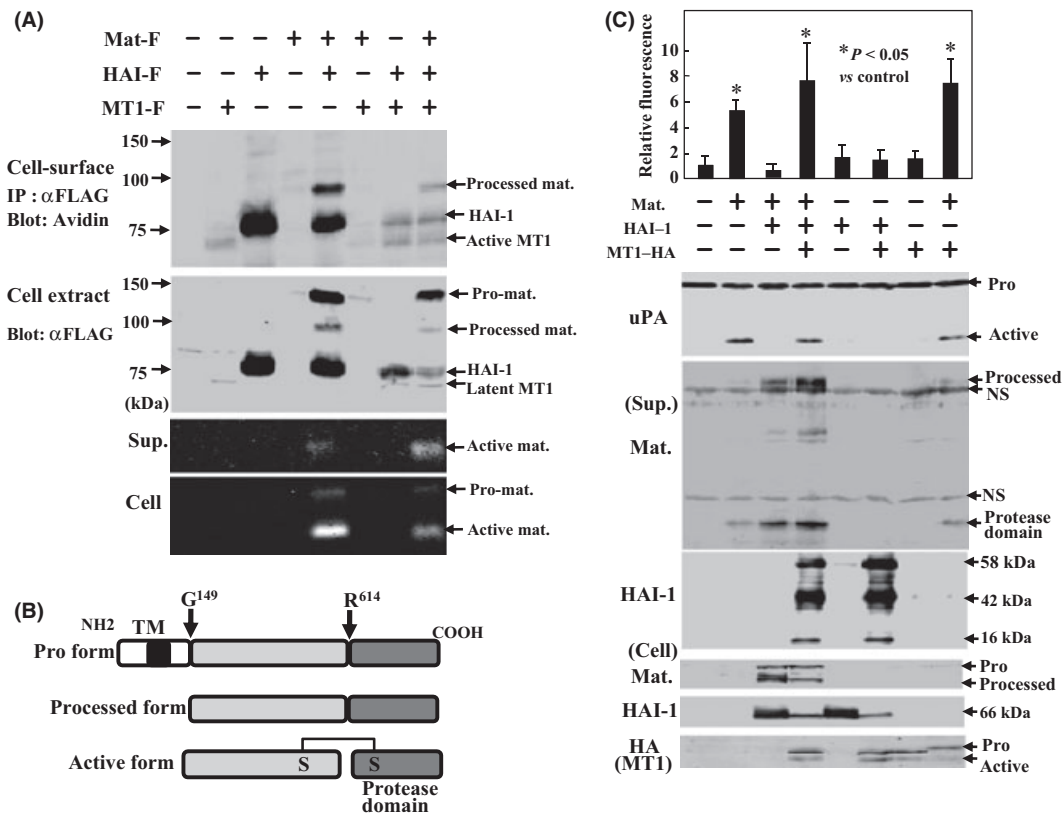 (A)
Mat-F − − − + + + − +
HAI-F − − + − + − + +
MT1-F − + − − − + + +
150
100
75
Cell-surface
IP : αFLAG
Blot: Avidin
Processed mat.
HAI-1
Active MT1
150
100
75
(kDa)
Cell extract
Blot: αFLAG
Pro-mat.
Processed mat.
HAI-1
Latent MT1
Sup.
Active mat.
Cell
Pro-mat.
Active mat.
(B)
G149
R614
NH2
TM
COOH
Pro form
Processed form
Active form
S
S
Protease
domain
(C)
Relative fluorescence
10
8
6
4
2
0
*
*
*
* P < 0.05
vs control
Mat. − + + + − − − +
HAI–1 − − + + + + − −
MT1–HA − − − + − + + +
uPA
Pro
Active
(Sup.)
Mat.
Processed
NS
NS
Protease
domain
HAI-1
58 kDa
42 kDa
16 kDa
(Cell)
Mat.
Pro
Processed
HAI-1
66 kDa
HA
(MT1)
Pro
Active